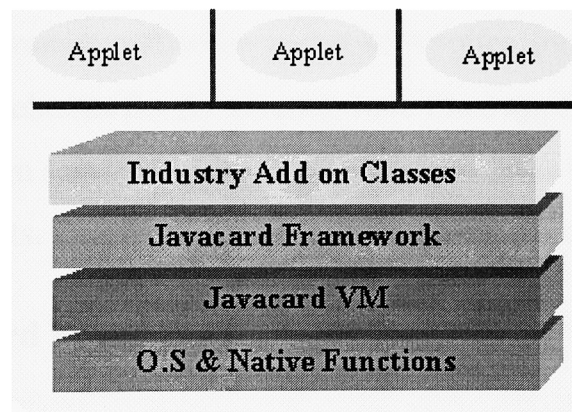 Applet Applet Applet
Industry Add on Classes
Javacard Framework
Javacard VM
O.S & Native Functions